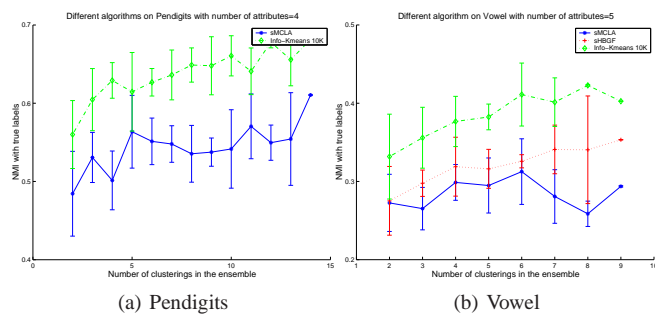 Different algorithms on Pendigits with number of attributes=4
sMCLA
Info−Kmeans 10K
NMI with true labels
0.7
0.6
0.5
0.4
0
5
10
15
Number of clusterings in the ensemble
(a) Pendigits
Different algorithm on Vowel with number of attributes=5
sMCLA
sHBGF
Info−Kmeans 10K
NMI with true labels
0.5
0.4
0.3
0.2
1
2
3
4
5
6
7
8
9
10
Number of clusterings in the ensemble
(b) Vowel